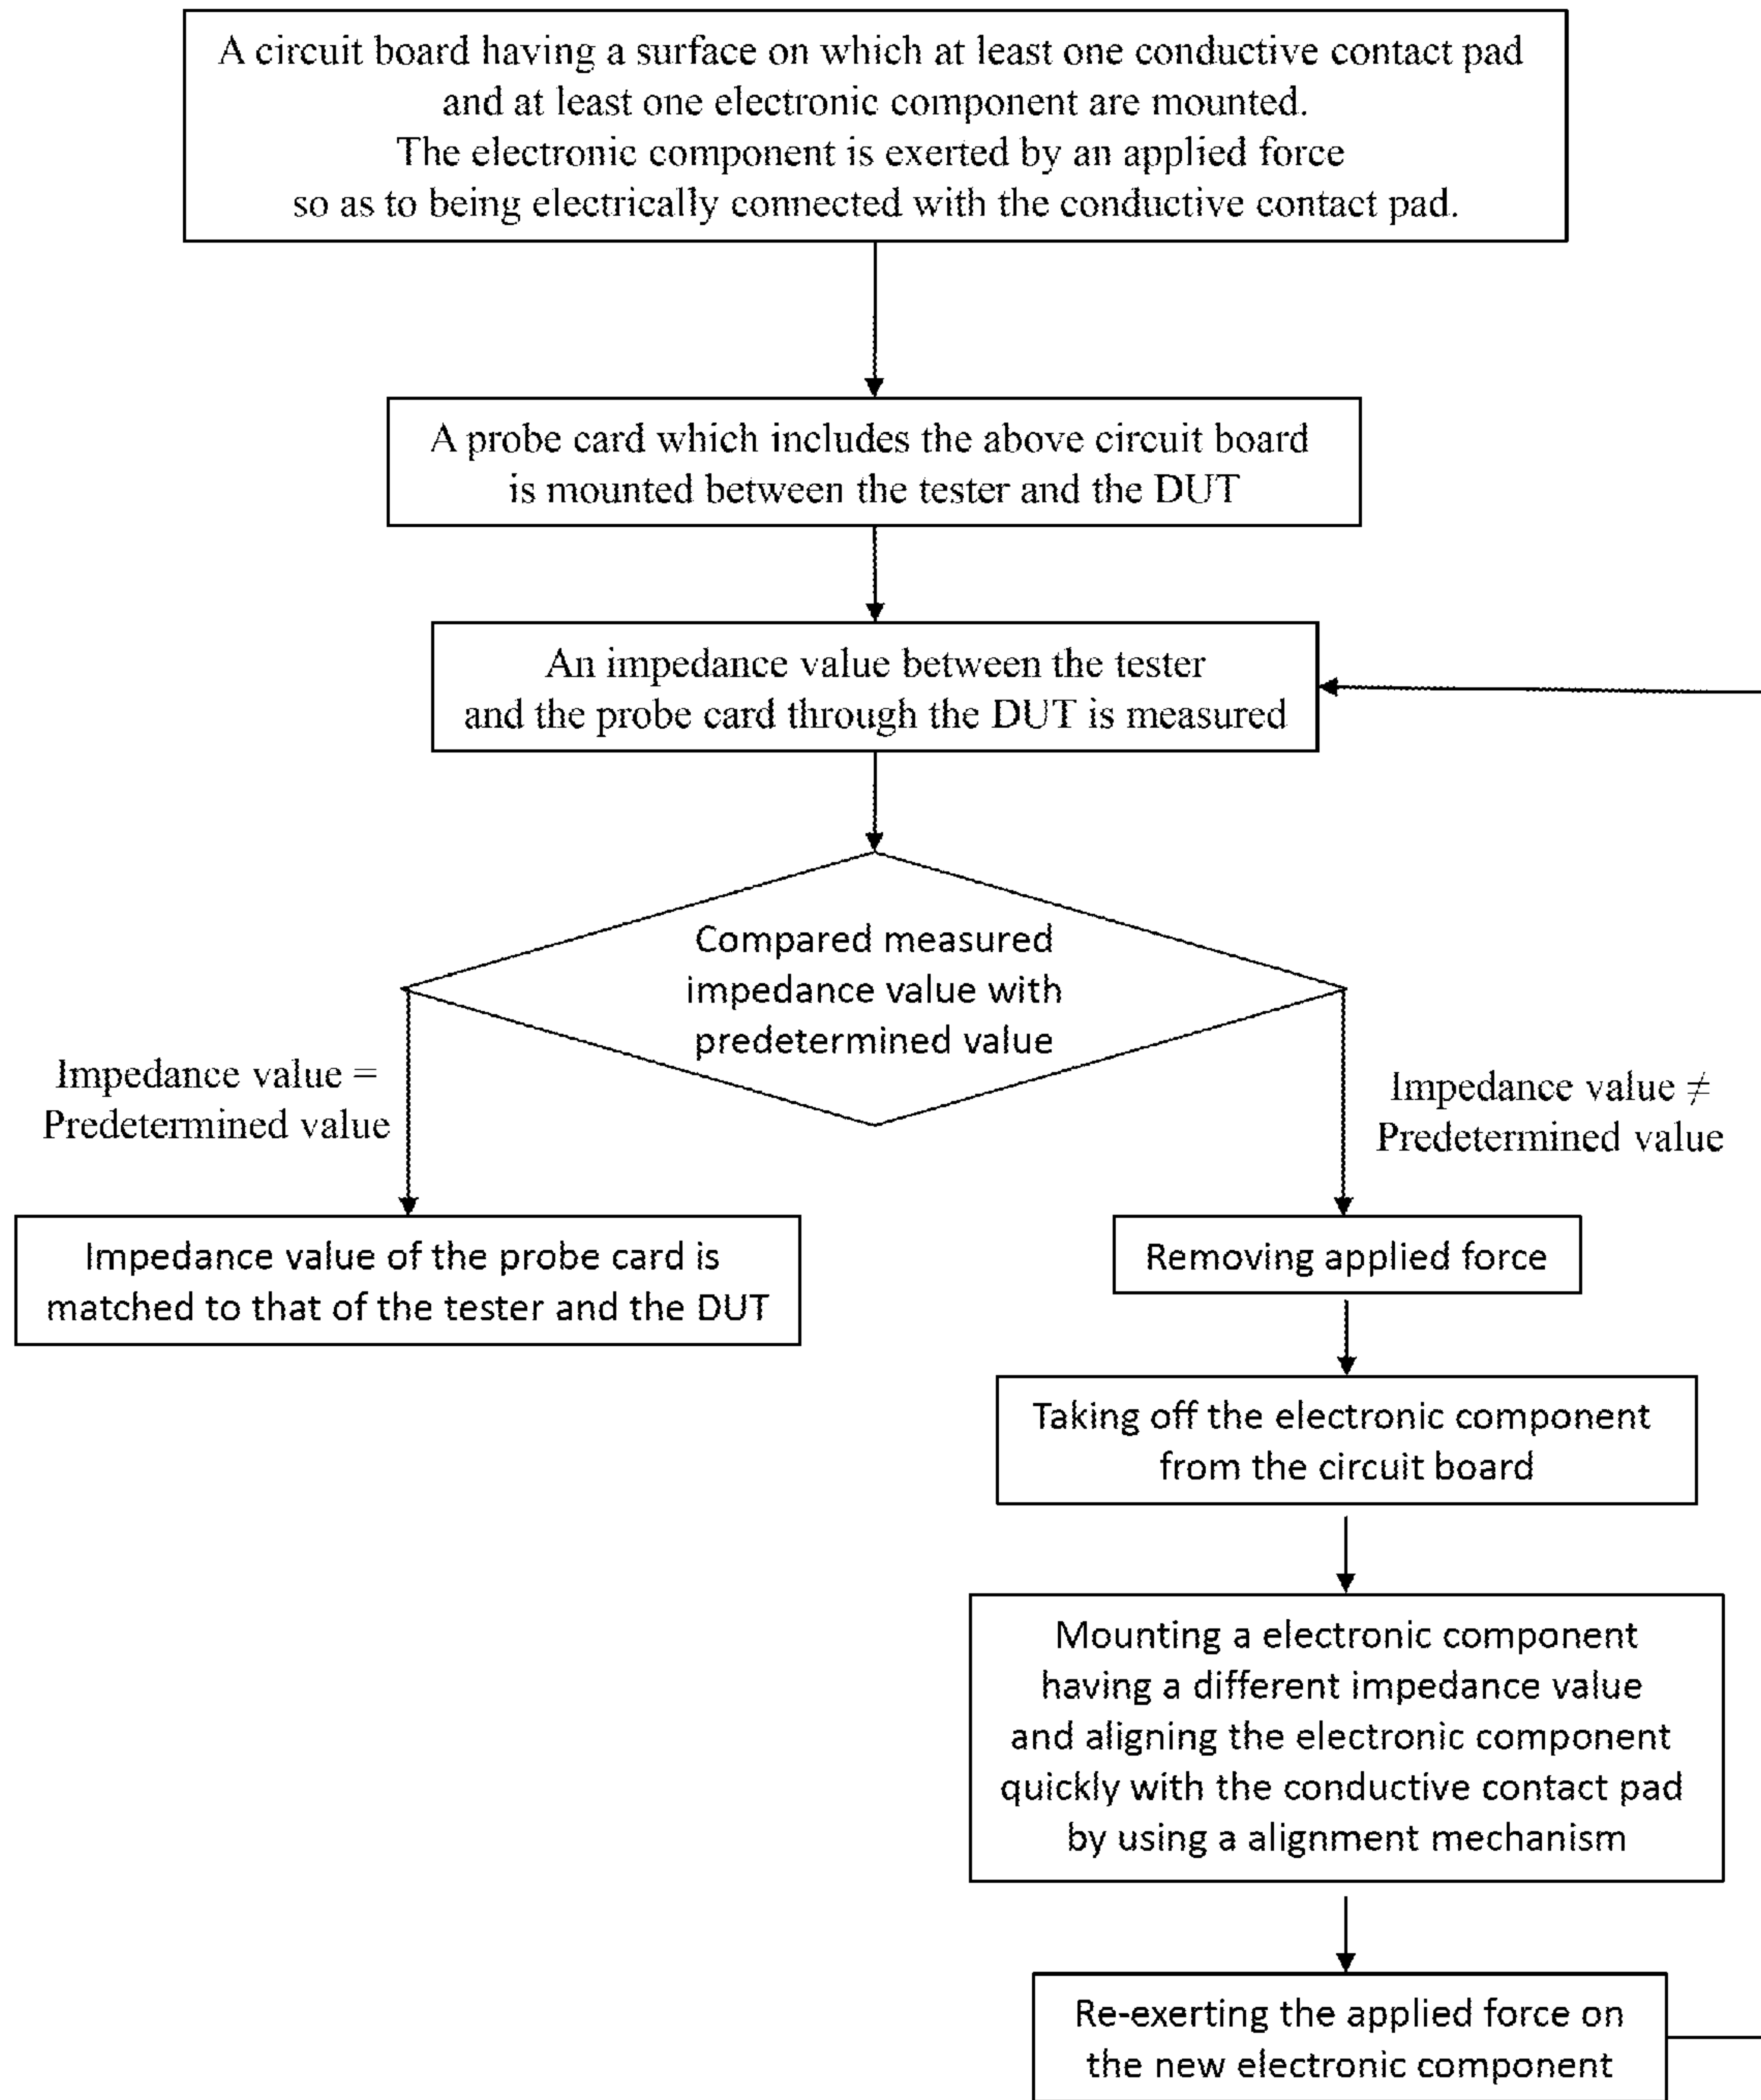 A circuit board having a surface on which at least one conductive contact pad
and at least one electronic component are mounted.
The electronic component is exerted by an applied force
so as to being electrically connected with the conductive contact pad.
A probe card which includes the above circuit board
is mounted between the tester and the DUT
An impedance value between the tester
and the probe card through the DUT is measured
Compared measured
impedance value with
predetermined value
Impedance value =
Predetermined value
Impedance value ≠
Predetermined value
Impedance value of the probe card is
matched to that of the tester and the DUT
Removing applied force
Taking off the electronic component
from the circuit board
Mounting a electronic component
having a different impedance value
and aligning the electronic component
quickly with the conductive contact pad
by using a alignment mechanism
Re-exerting the applied force on
the new electronic component